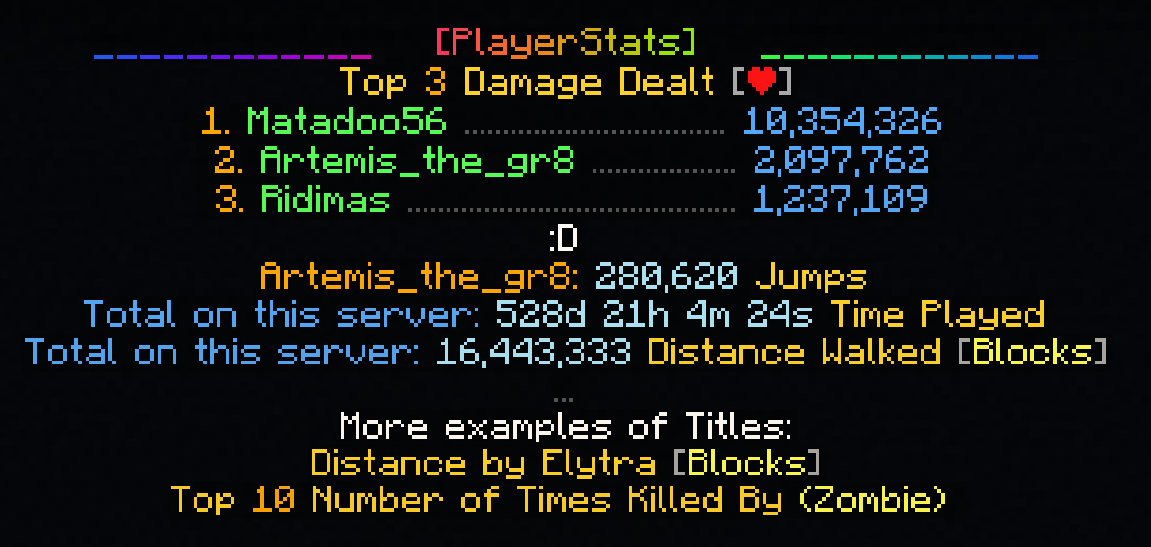 ___________ [PlayerStats] ___________
Top 3 Damage Dealt [❤]
1. Matadoo56 .......................... 10,354,326
2. Artemis_the_gr8 .................. 2,097,762
3. Ridimas ................................. 1,237,109
:D
Artemis_the_gr8: 280,620 Jumps
Total on this server: 528d 21h 4m 24s Time Played
Total on this server: 16,443,333 Distance Walked [Blocks]
...
More examples of Titles:
Distance by Elytra [Blocks]
Top 10 Number of Times Killed By (Zombie)